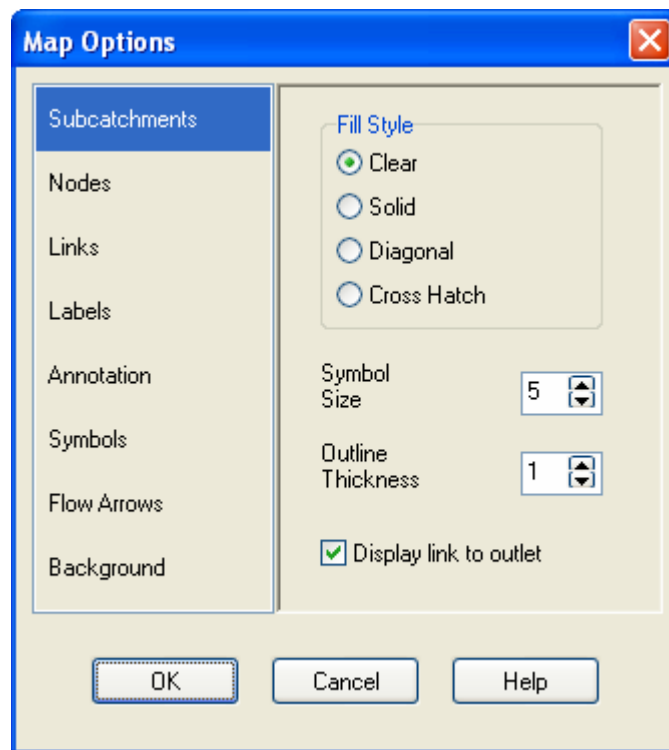 Map Options
Subcatchments
Nodes
Links
Labels
Annotation
Symbols
Flow Arrows
Background
Fill Style
Clear
Solid
Diagonal
Cross Hatch
Symbol
Size
5
Outline
Thickness
1
Display link to outlet
OK
Cancel
Help